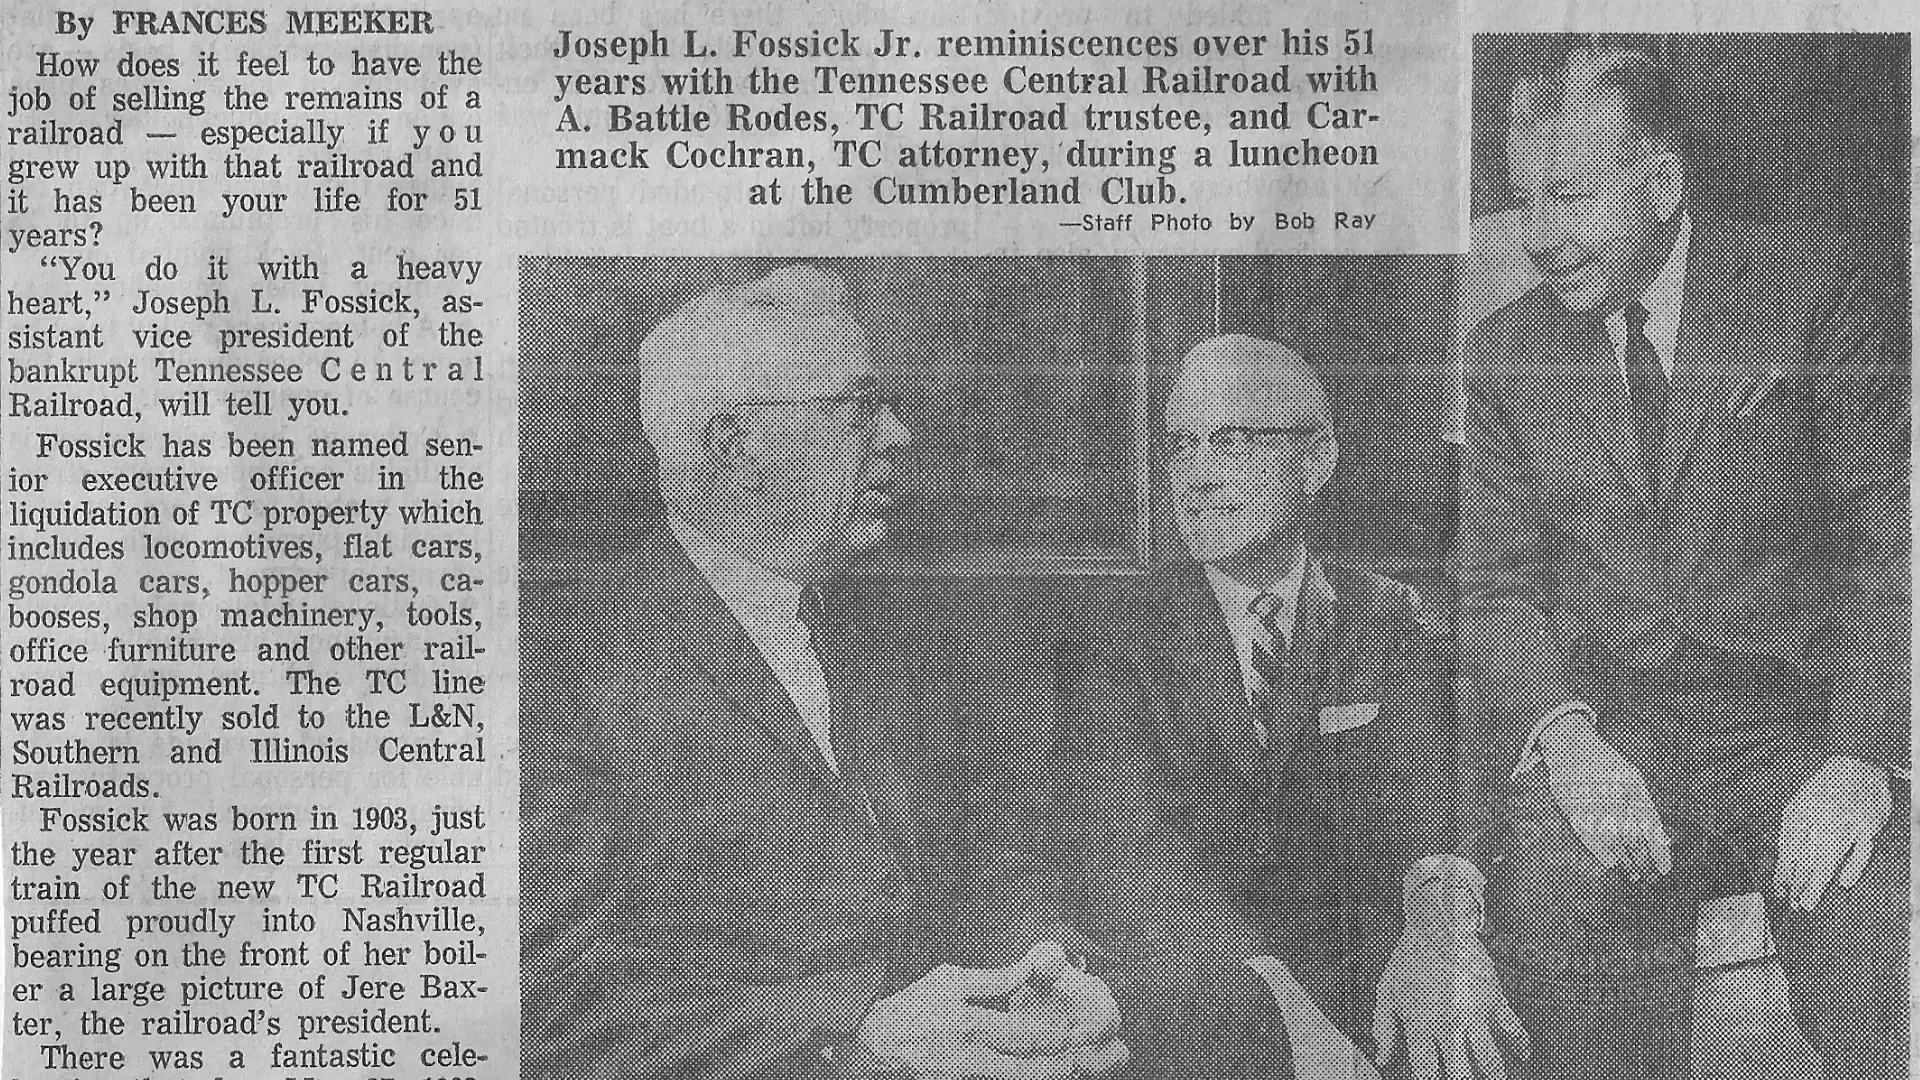 By FRANCES MEEKER
How does it feel to have the
job of selling the remains of a
railroad — especially if you
grew up with that railroad and
it has been your life for 51
years?
"You do it with a heavy
heart," Joseph L. Fossick, as-
sistant vice president of the
bankrupt Tennessee Central
Railroad, will tell you.
Fossick has been named sen-
ior executive officer in the
liquidation of TC property which
includes locomotives, flat cars,
gondola cars, hopper cars, ca-
booses, shop machinery, tools,
office furniture and other rail-
road equipment. The TC line
was recently sold to the L&N,
Southern and Illinois Central
Railroads.
Fossick was born in 1903, just
the year after the first regular
train of the new TC Railroad
puffed proudly into Nashville,
bearing on the front of her boil-
er a large picture of Jere Bax-
ter, the railroad's president.
There was a fantastic cele-
Joseph L. Fossick Jr. reminiscences over his 51
years with the Tennessee Central Railroad with
A. Battle Rodes, TC Railroad trustee, and Car-
mack Cochran, TC attorney, during a luncheon
at the Cumberland Club.
—Staff Photo by Bob Ray